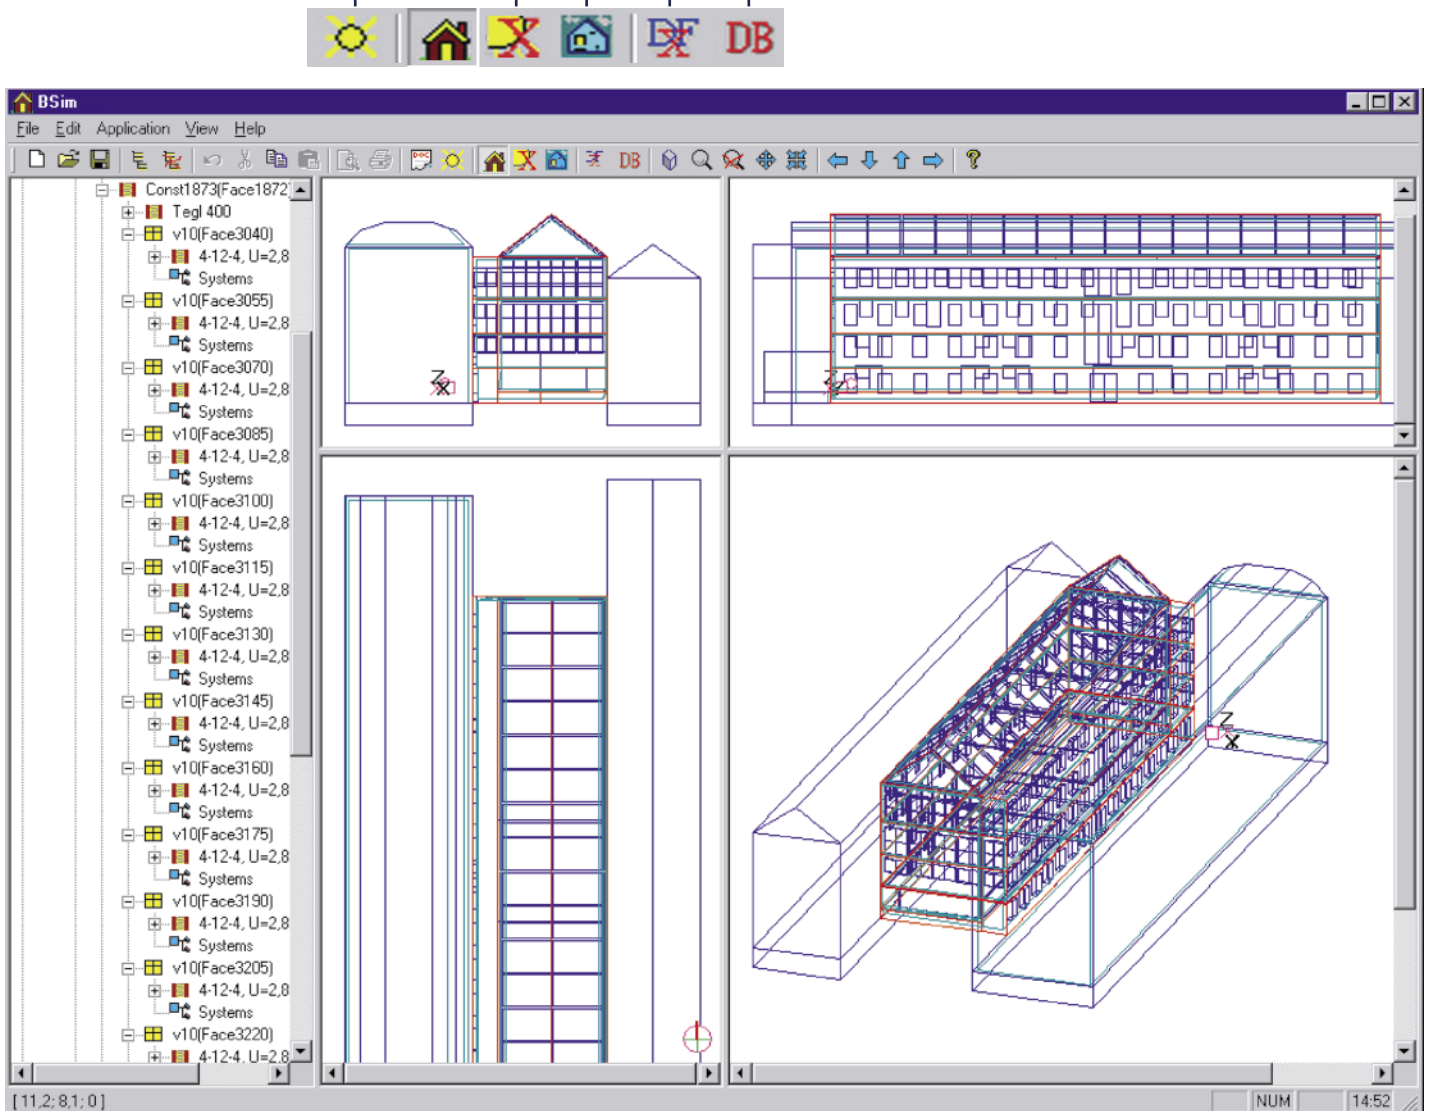 DXF DB
BSim
File Edit Application View Help
DOC DXF DB
Const1873(Face1872)
Tegl 400
v10(Face3040)
4-12-4, U=2,8
Systems
v10(Face3055)
4-12-4, U=2,8
Systems
v10(Face3070)
4-12-4, U=2,8
Systems
v10(Face3085)
4-12-4, U=2,8
Systems
v10(Face3100)
4-12-4, U=2,8
Systems
v10(Face3115)
4-12-4, U=2,8
Systems
v10(Face3130)
4-12-4, U=2,8
Systems
v10(Face3145)
4-12-4, U=2,8
Systems
v10(Face3160)
4-12-4, U=2,8
Systems
v10(Face3175)
4-12-4, U=2,8
Systems
v10(Face3190)
4-12-4, U=2,8
Systems
v10(Face3205)
4-12-4, U=2,8
Systems
v10(Face3220)
4-12-4, U=2,8
Z X
Z
Z
X
[ 11,2; 8,1; 0 ]
NUM 14:52